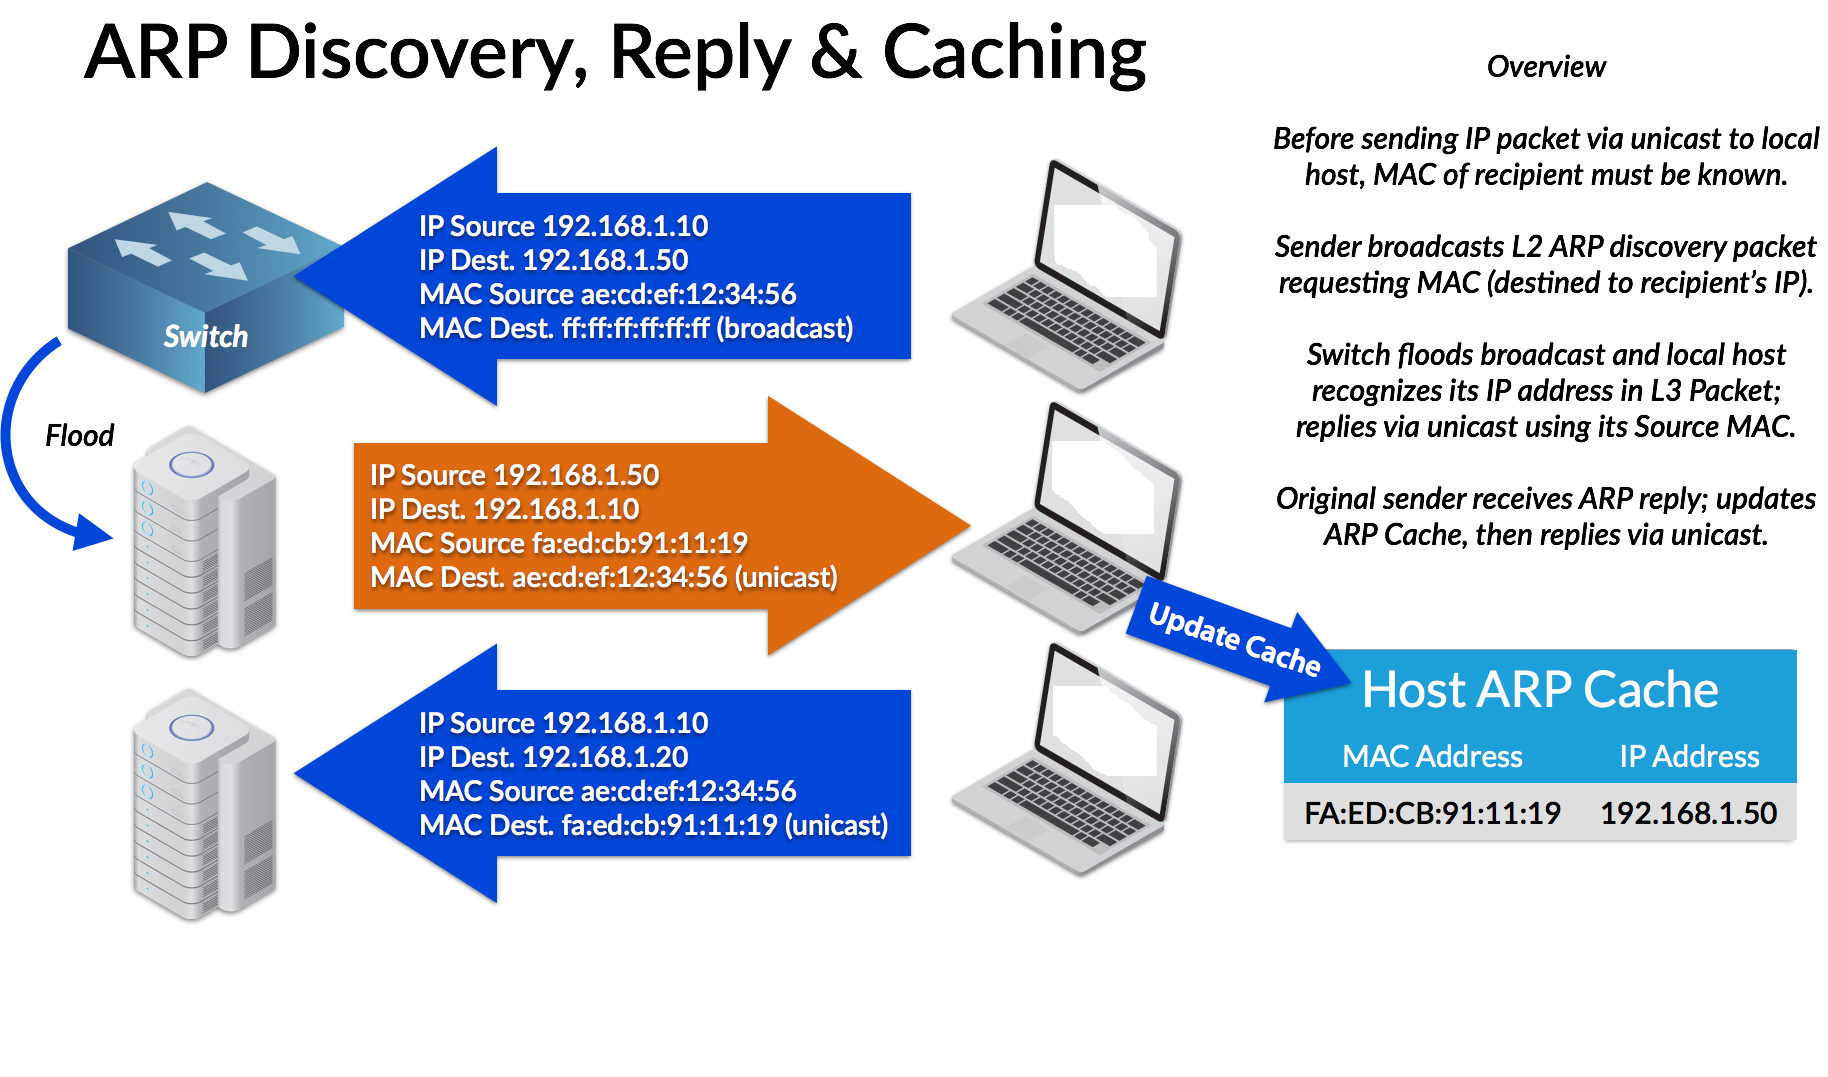 ARP Discovery, Reply & Caching
Overview
Before sending IP packet via unicast to local
host, MAC of recipient must be known.
Sender broadcasts L2 ARP discovery packet
requesting MAC (destined to recipient's IP).
Switch floods broadcast and local host
recognizes its IP address in L3 Packet;
replies via unicast using its Source MAC.
Original sender receives ARP reply; updates
ARP Cache, then replies via unicast.
IP Source 192.168.1.10
IP Dest. 192.168.1.50
MAC Source ae:cd:ef:12:34:56
MAC Dest. ff:ff:ff:ff:ff:ff (broadcast)
Switch
Flood
IP Source 192.168.1.50
IP Dest. 192.168.1.10
MAC Source fa:ed:cb:91:11:19
MAC Dest. ae:cd:ef:12:34:56 (unicast)
Update Cache
Host ARP Cache
MAC Address IP Address
FA:ED:CB:91:11:19 192.168.1.50
IP Source 192.168.1.10
IP Dest. 192.168.1.20
MAC Source ae:cd:ef:12:34:56
MAC Dest. fa:ed:cb:91:11:19 (unicast)